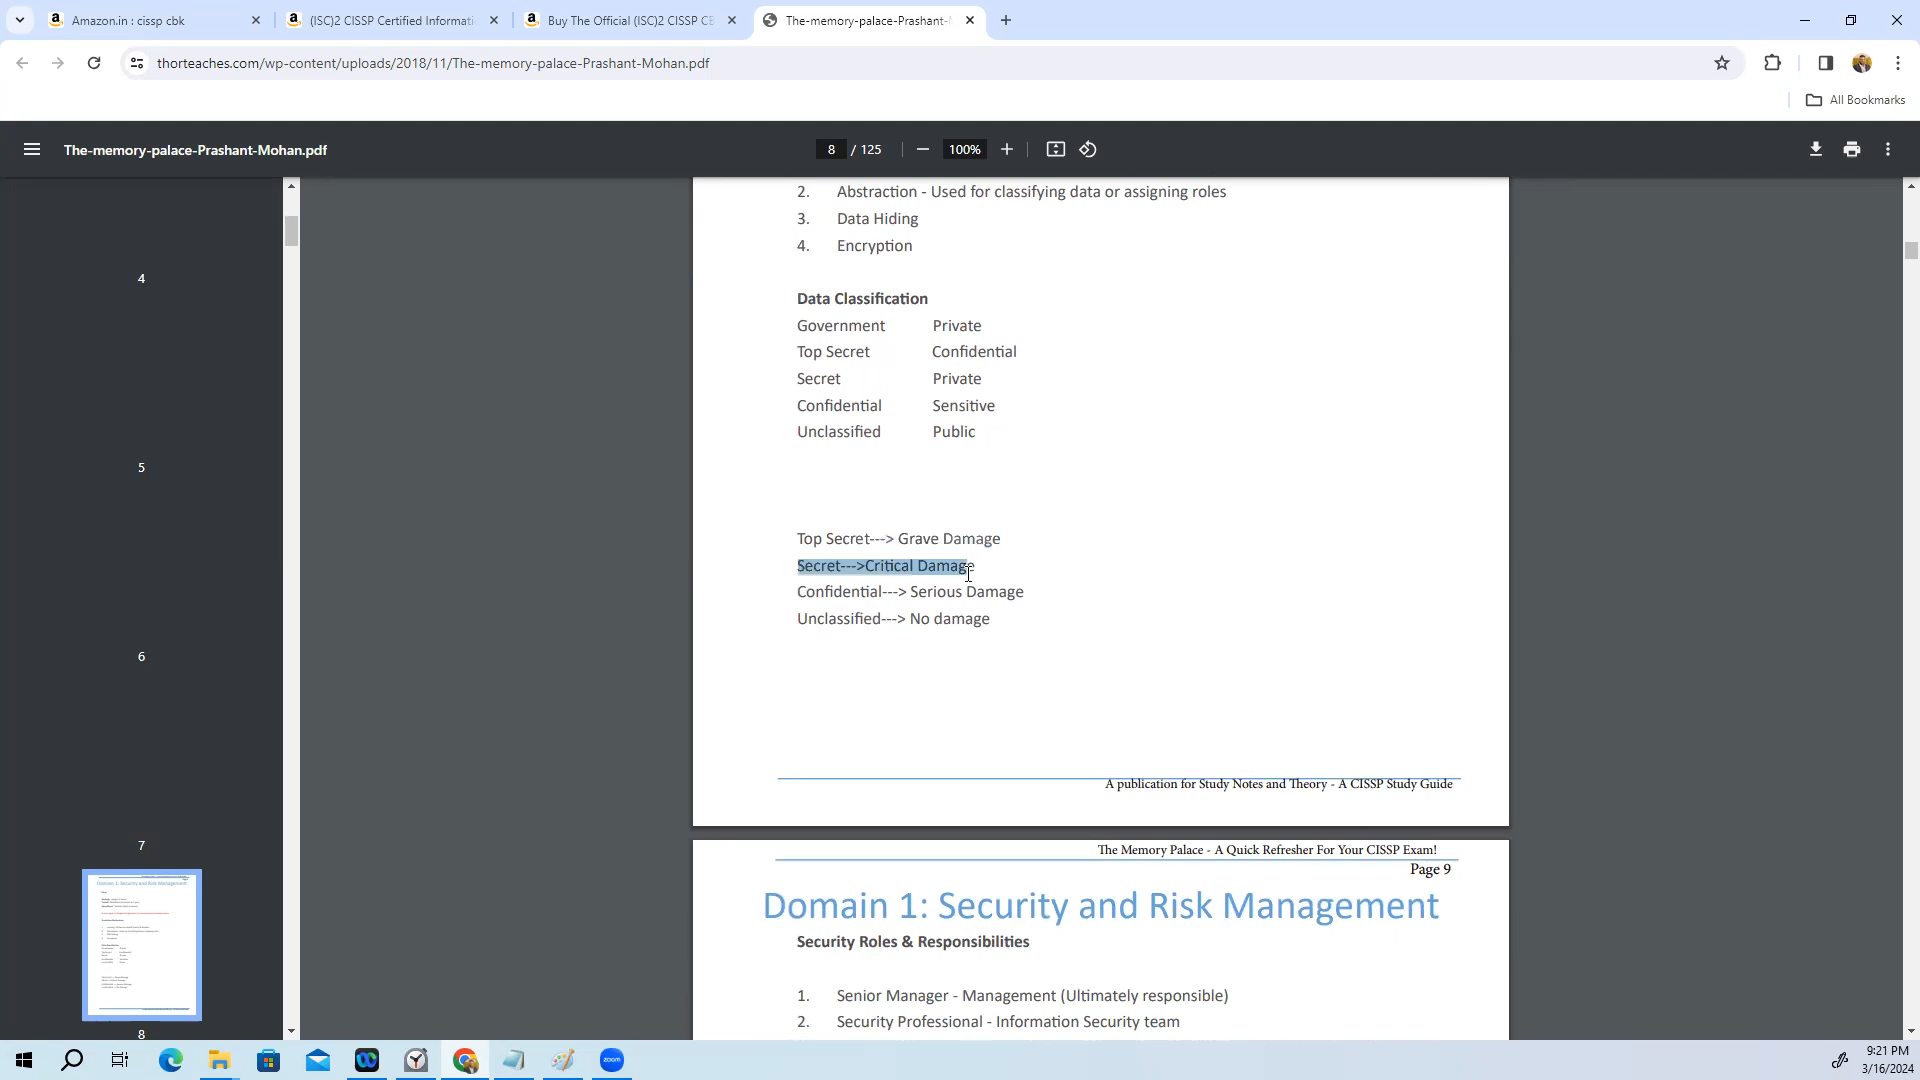 Amazon.in : cissp cbk
(ISC)2 CISSP Certified Informati
Buy The Official (ISC)2 CISSP CB
The-memory-palace-Prashant-M
thorteaches.com/wp-content/uploads/2018/11/The-memory-palace-Prashant-Mohan.pdf
All Bookmarks
The-memory-palace-Prashant-Mohan.pdf
8 / 125
100%
2. Abstraction - Used for classifying data or assigning roles
3. Data Hiding
4. Encryption
Data Classification
Government Private
Top Secret Confidential
Secret Private
Confidential Sensitive
Unclassified Public
Top Secret---> Grave Damage
Secret--->Critical Damage
Confidential---> Serious Damage
Unclassified---> No damage
A publication for Study Notes and Theory - A CISSP Study Guide
The Memory Palace - A Quick Refresher For Your CISSP Exam!
Page 9
Domain 1: Security and Risk Management
Security Roles & Responsibilities
1. Senior Manager - Management (Ultimately responsible)
2. Security Professional - Information Security team
4
5
6
7
8
zoom
9:21 PM
3/16/2024